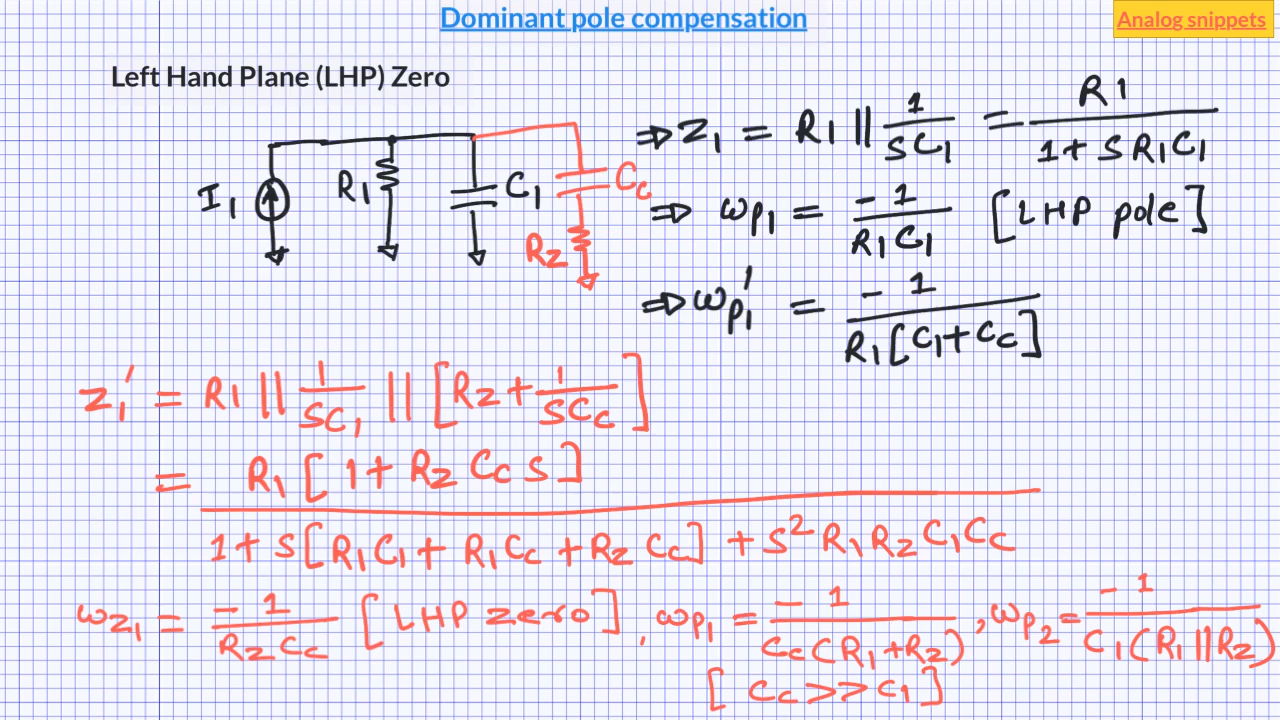 Dominant pole compensation
Analog snippets
Left Hand Plane (LHP) Zero
I1 R1 C1 Cc Rz
⇒ Z1 = R1 || 1/SC1 = R1/(1 + SR1C1)
⇒ ωp1 = -1/R1C1 [LHP pole]
⇒ ωp1' = -1/R1[C1+Cc]
Z1' = R1 || 1/SC1 || [Rz + 1/SCc]
= R1[1 + RzCcS] / 1 + S[R1C1 + R1Cc + RzCc] + S²R1RzC1Cc
ωz1 = -1/RzCc [LHP zero], ωp1 = -1/Cc(R1+Rz), ωp2 = -1/C1(R1||Rz)
[Cc>>C1]